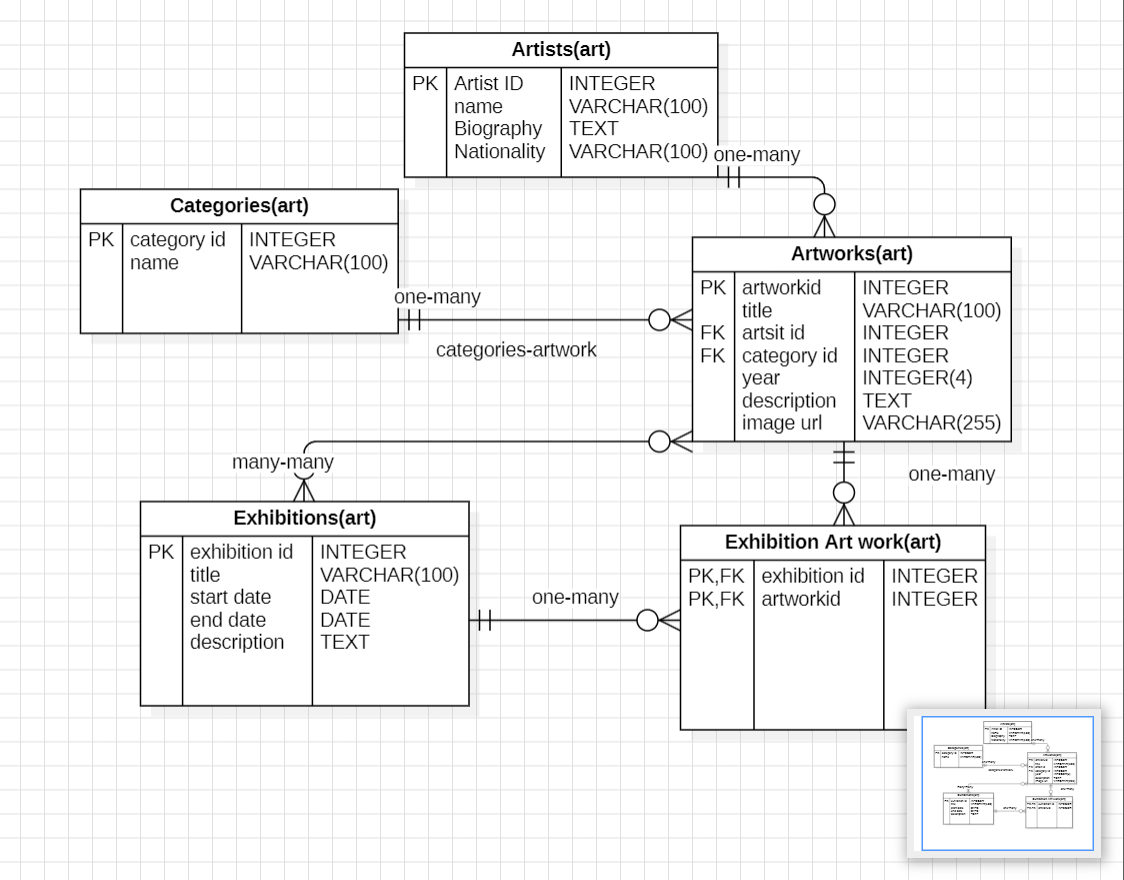 Artists(art)
PK Artist ID INTEGER
name VARCHAR(100)
Biography TEXT
Nationality VARCHAR(100)
one-many
Categories(art)
PK category id INTEGER
name VARCHAR(100)
one-many
categories-artwork
Artworks(art)
PK artworkid INTEGER
title VARCHAR(100)
FK artsit id INTEGER
FK category id INTEGER
year INTEGER(4)
description TEXT
image url VARCHAR(255)
many-many
one-many
Exhibitions(art)
PK exhibition id INTEGER
title VARCHAR(100)
start date DATE
end date DATE
description TEXT
one-many
Exhibition Art work(art)
PK,FK exhibition id INTEGER
PK,FK artworkid INTEGER